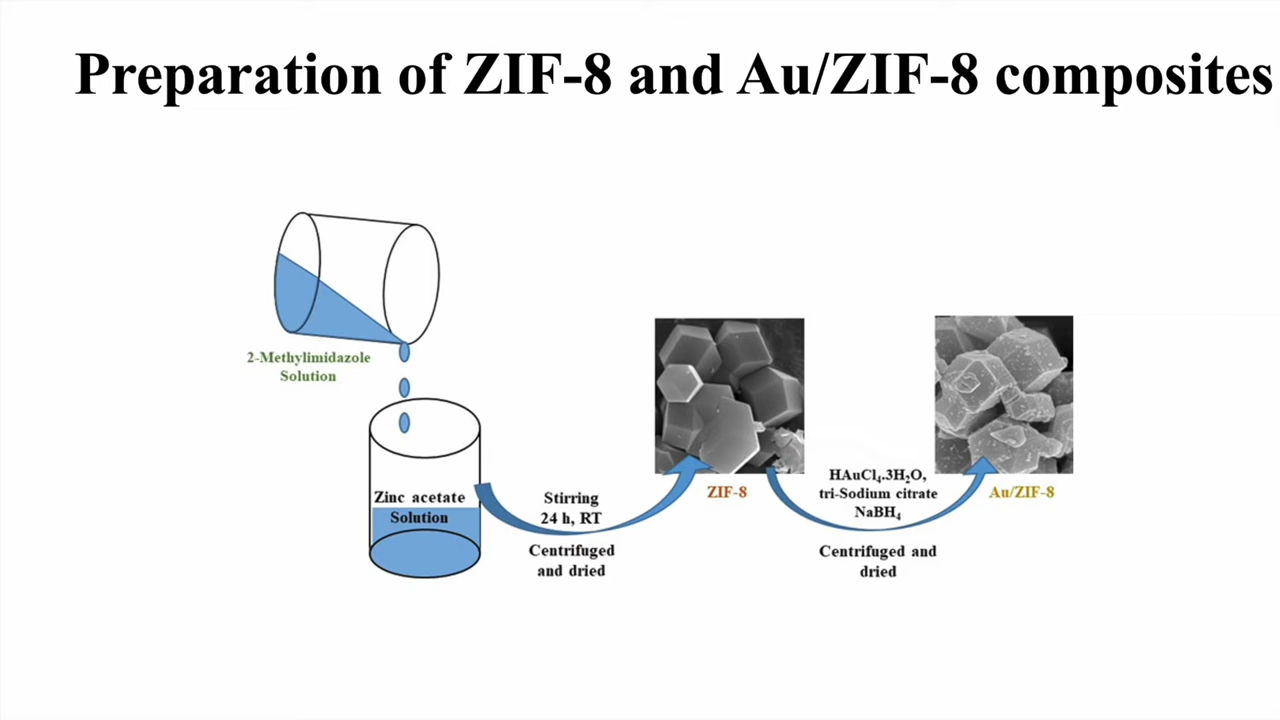 Preparation of ZIF-8 and Au/ZIF-8 composites
2-Methylimidazole
Solution
Zinc acetate
Solution
Stirring
24 h, RT
Centrifuged
and dried
ZIF-8
HAuCl₄.3H₂O,
tri-Sodium citrate
NaBH₄
Centrifuged and
dried
Au/ZIF-8